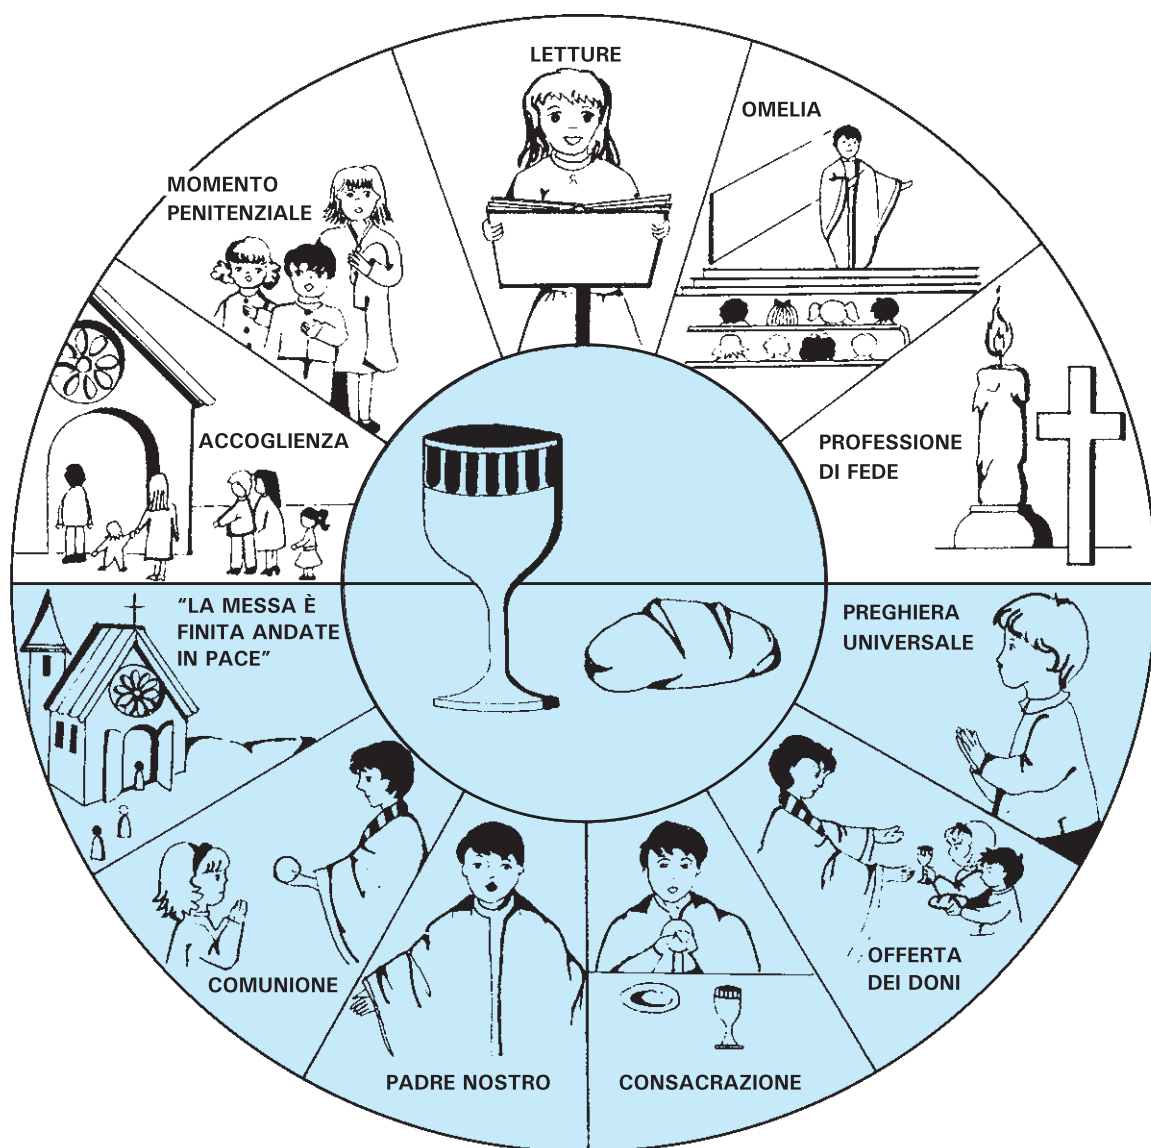 LETTURE
OMELIA
MOMENTO
PENITENZIALE
ACCOGLIENZA
PROFESSIONE
DI FEDE
"LA MESSA È
FINITA ANDATE
IN PACE"
PREGHIERA
UNIVERSALE
OFFERTA
DEI DONI
COMUNIONE
PADRE NOSTRO
CONSACRAZIONE